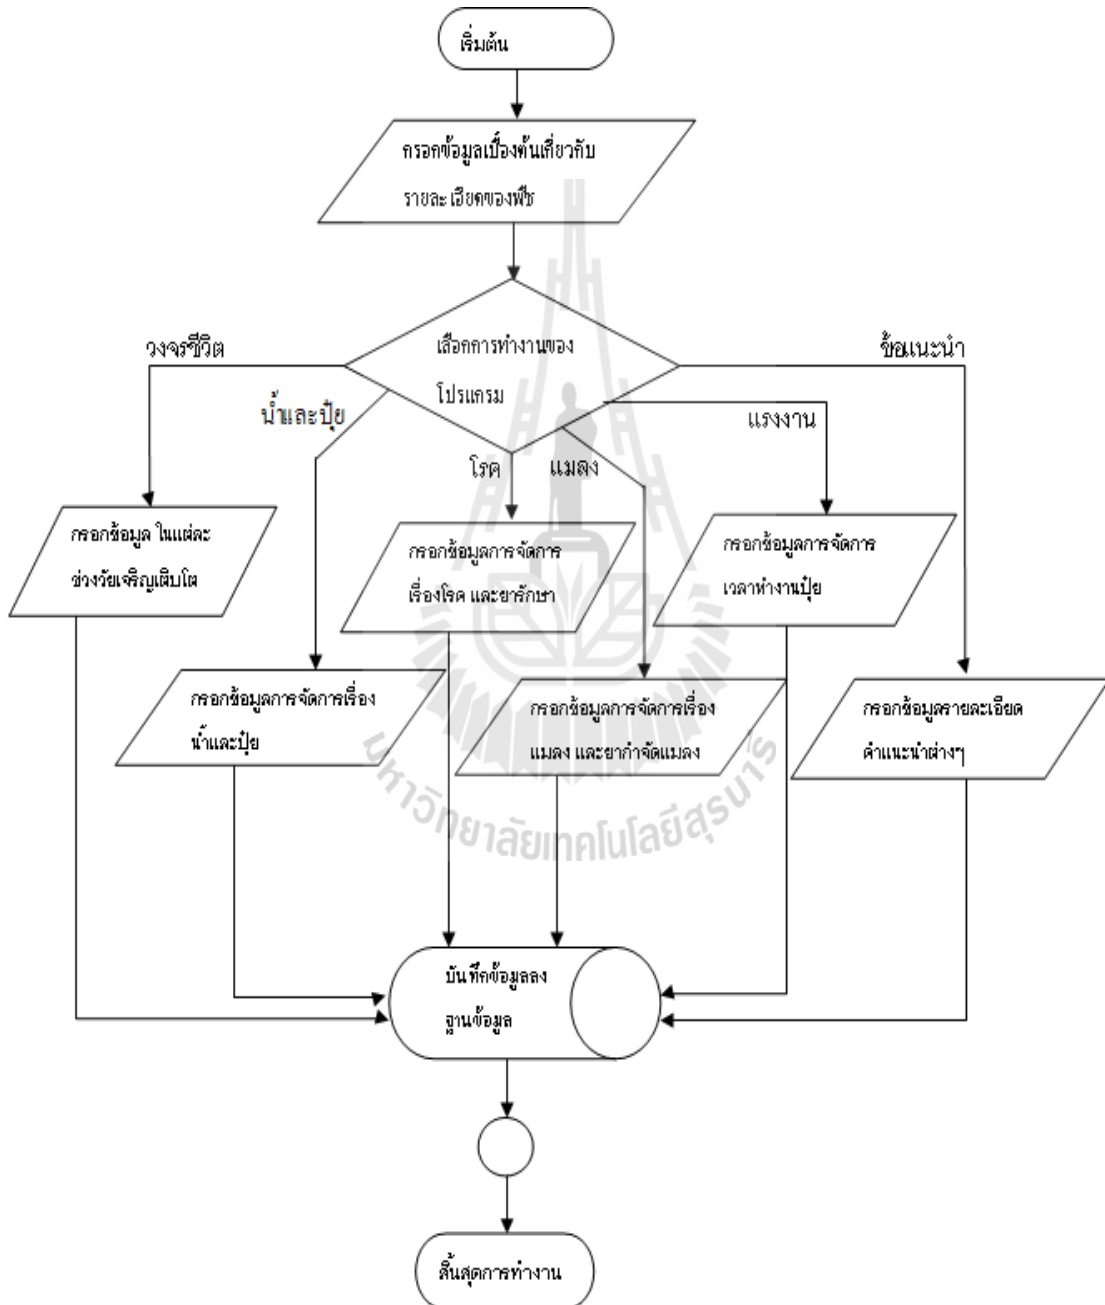 เริ่มต้น
กรอกข้อมูลเบื้องต้นเกี่ยวกับ
รายละเอียดของพืช
เลือกการทำงานของ
โปรแกรม
วงจรชีวิต
น้ำและปุ๋ย
โรค
แมลง
แรงงาน
ข้อแนะนำ
กรอกข้อมูล ในแต่ละ
ช่วงวัยเจริญเติบโต
กรอกข้อมูลการจัดการ
เรื่องโรค และยารักษา
กรอกข้อมูลการจัดการ
เวลาทำงานปุ๋ย
กรอกข้อมูลการจัดการเรื่อง
น้ำและปุ๋ย
กรอกข้อมูลการจัดการเรื่อง
แมลง และยากำจัดแมลง
กรอกข้อมูลรายละเอียด
คำแนะนำต่างๆ
มหาวิทยาลัยเทคโนโลยีสุรนารี
บันทึกข้อมูลลง
ฐานข้อมูล
สิ้นสุดการทำงาน